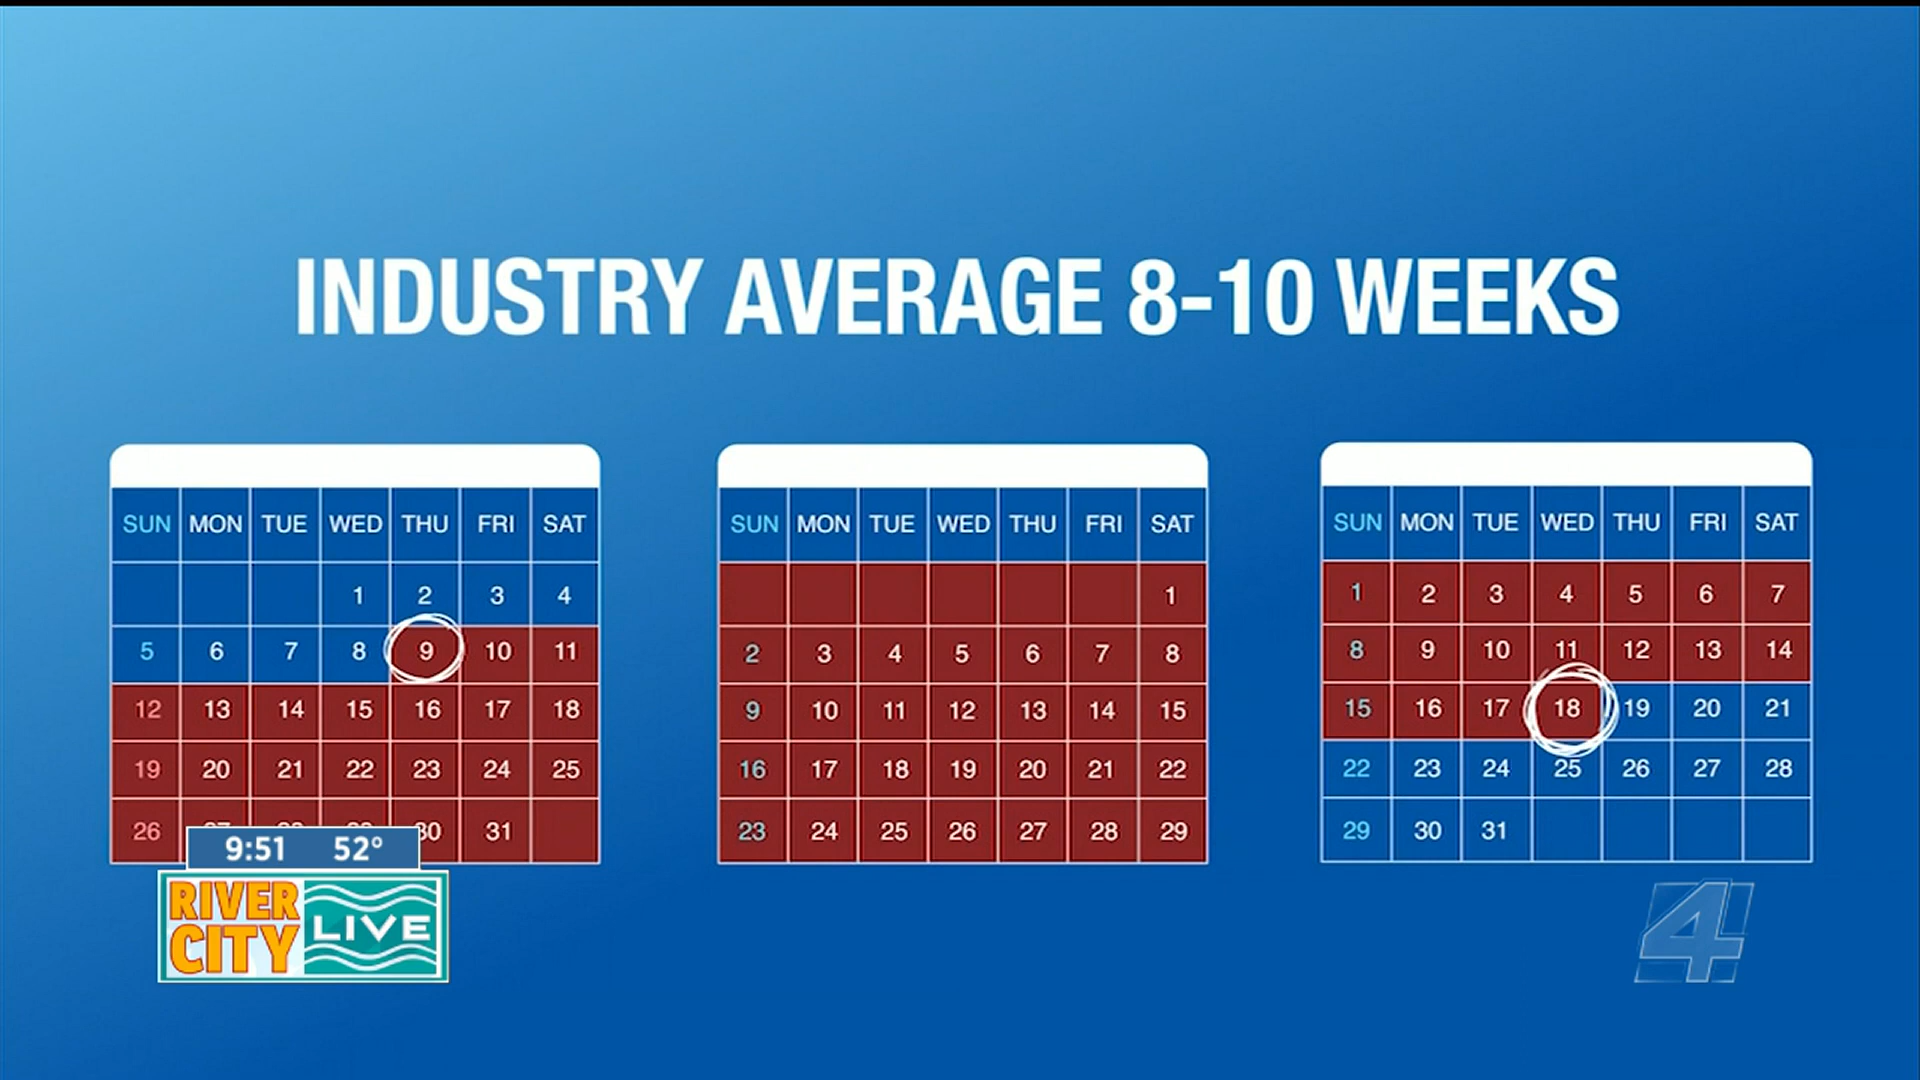 INDUSTRY AVERAGE 8-10 WEEKS
SUN MON TUE WED THU FRI SAT
1 2 3 4
5 6 7 8 9 10 11
12 13 14 15 16 17 18
19 20 21 22 23 24 25
26 30 31
SUN MON TUE WED THU FRI SAT
1
2 3 4 5 6 7 8
9 10 11 12 13 14 15
16 17 18 19 20 21 22
23 24 25 26 27 28 29
SUN MON TUE WED THU FRI SAT
1 2 3 4 5 6 7
8 9 10 11 12 13 14
15 16 17 18 19 20 21
22 23 24 25 26 27 28
29 30 31
9:51 52°
RIVER
CITY
LIVE
4